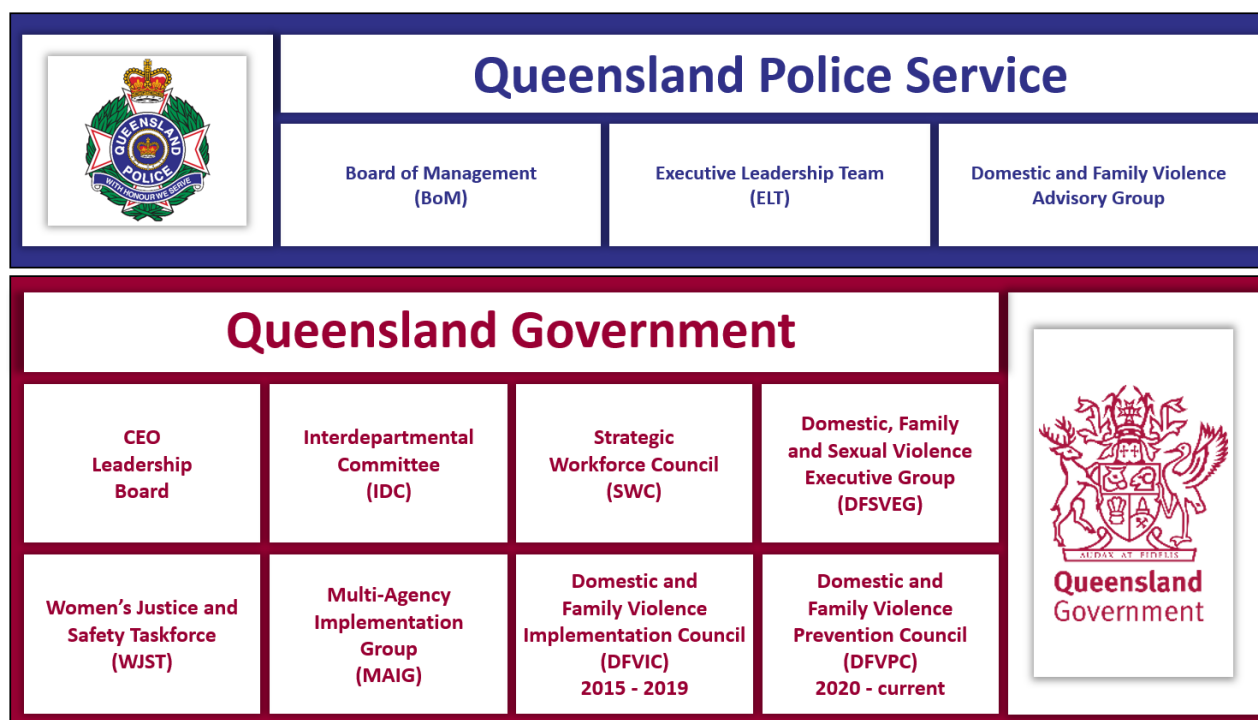 Queensland Police Service
QUEENSLAND
POLICE
WITH HONOUR WE SERVE
Board of Management
(BoM)
Executive Leadership Team
(ELT)
Domestic and Family Violence
Advisory Group
Queensland Government
CEO
Leadership
Board
Interdepartmental
Committee
(IDC)
Strategic
Workforce Council
(SWC)
Domestic, Family
and Sexual Violence
Executive Group
(DFSVEG)
Women’s Justice and
Safety Taskforce
(WJST)
Multi-Agency
Implementation
Group
(MAIG)
Domestic and
Family Violence
Implementation Council
(DFVIC)
2015 - 2019
Domestic and
Family Violence
Prevention Council
(DFVPC)
2020 - current
AUDAX AT FIDELIS
Queensland
Government